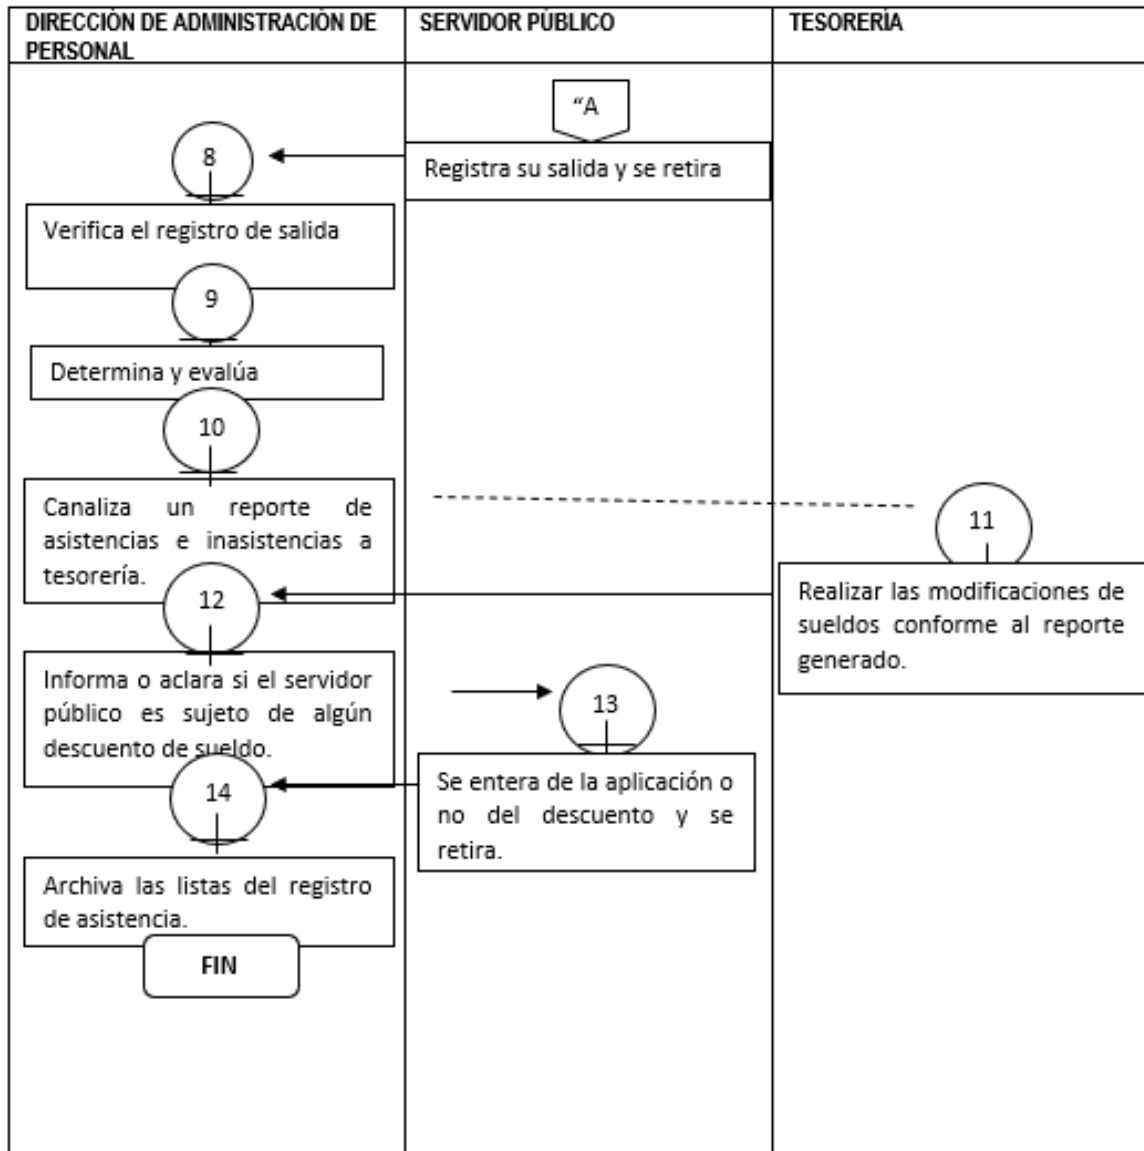 DIRECCIÓN DE ADMINISTRACIÓN DE
PERSONAL
SERVIDOR PÚBLICO
TESORERÍA
“A
Registra su salida y se retira
8
Verifica el registro de salida
9
Determina y evalúa
10
Canaliza un reporte de
asistencias e inasistencias a
tesorería.
11
Realizar las modificaciones de
sueldos conforme al reporte
generado.
12
Informa o aclara si el servidor
público es sujeto de algún
descuento de sueldo.
13
Se entera de la aplicación o
no del descuento y se
retira.
14
Archiva las listas del registro
de asistencia.
FIN